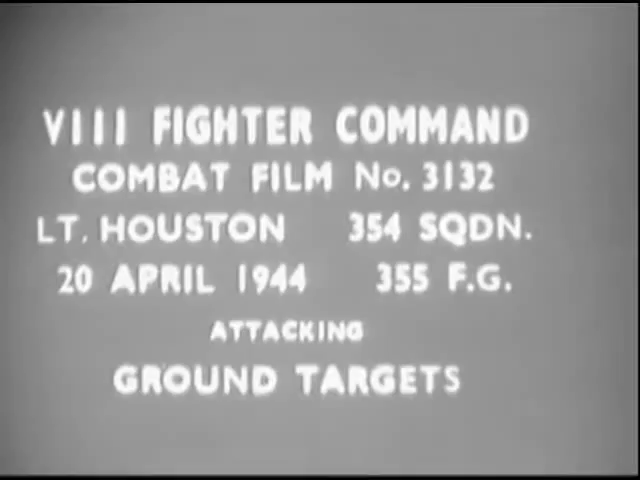 VIII FIGHTER COMMAND
COMBAT FILM No. 3132
LT. HOUSTON 354 SQDN.
20 APRIL 1944 355 F.G.
ATTACKING
GROUND TARGETS